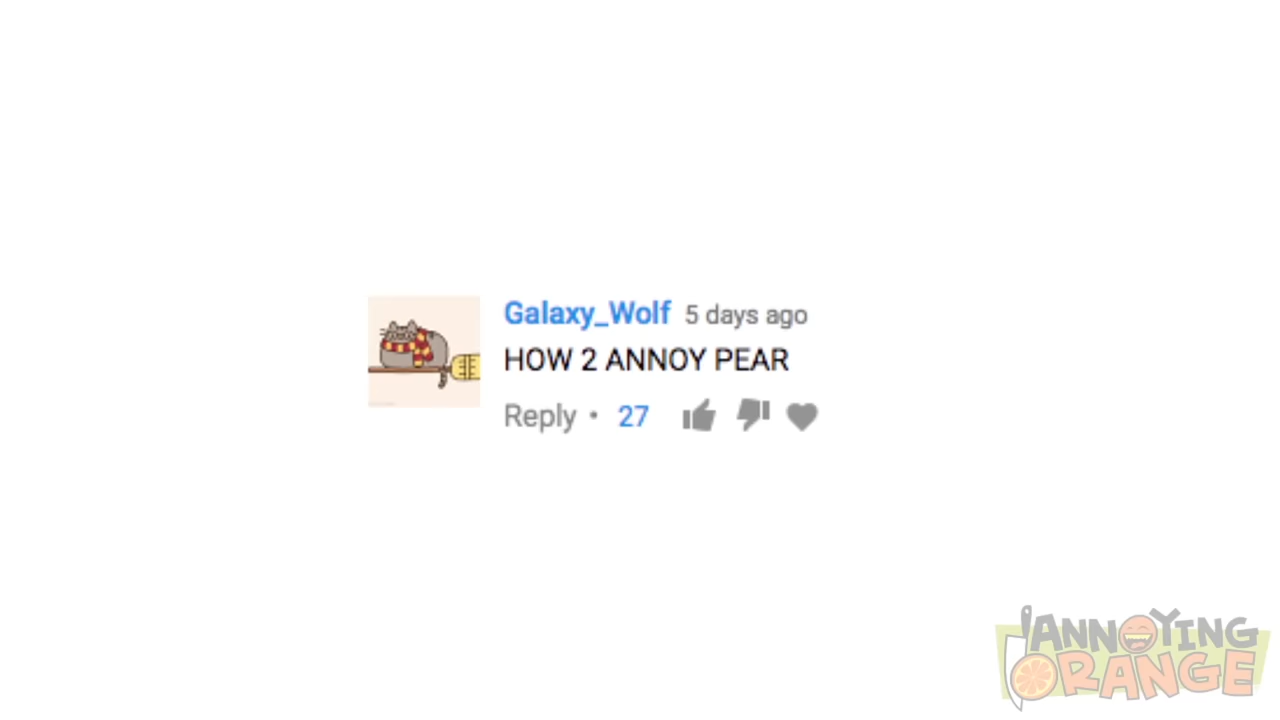 Galaxy_Wolf 5 days ago
HOW 2 ANNOY PEAR
Reply • 27
ANNOYING
ORANGE